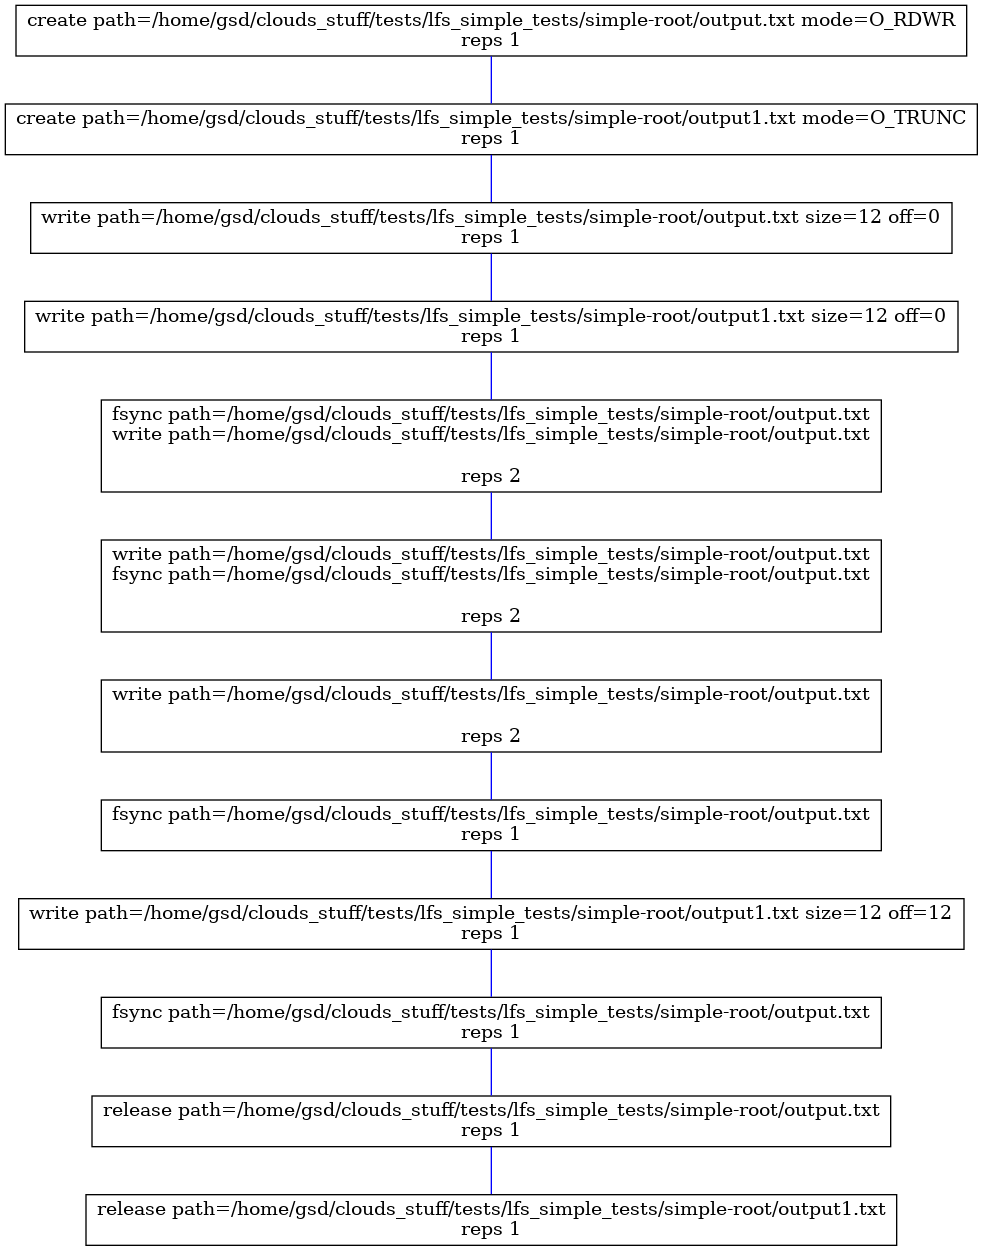 create path=/home/gsd/clouds_stuff/tests/lfs_simple_tests/simple-root/output.txt mode=O_RDWR
reps 1
create path=/home/gsd/clouds_stuff/tests/lfs_simple_tests/simple-root/output1.txt mode=O_TRUNC
reps 1
write path=/home/gsd/clouds_stuff/tests/lfs_simple_tests/simple-root/output.txt size=12 off=0
reps 1
write path=/home/gsd/clouds_stuff/tests/lfs_simple_tests/simple-root/output1.txt size=12 off=0
reps 1
fsync path=/home/gsd/clouds_stuff/tests/lfs_simple_tests/simple-root/output.txt
write path=/home/gsd/clouds_stuff/tests/lfs_simple_tests/simple-root/output.txt
reps 2
write path=/home/gsd/clouds_stuff/tests/lfs_simple_tests/simple-root/output.txt
fsync path=/home/gsd/clouds_stuff/tests/lfs_simple_tests/simple-root/output.txt
reps 2
write path=/home/gsd/clouds_stuff/tests/lfs_simple_tests/simple-root/output.txt
reps 2
fsync path=/home/gsd/clouds_stuff/tests/lfs_simple_tests/simple-root/output.txt
reps 1
write path=/home/gsd/clouds_stuff/tests/lfs_simple_tests/simple-root/output1.txt size=12 off=12
reps 1
fsync path=/home/gsd/clouds_stuff/tests/lfs_simple_tests/simple-root/output.txt
reps 1
release path=/home/gsd/clouds_stuff/tests/lfs_simple_tests/simple-root/output.txt
reps 1
release path=/home/gsd/clouds_stuff/tests/lfs_simple_tests/simple-root/output1.txt
reps 1